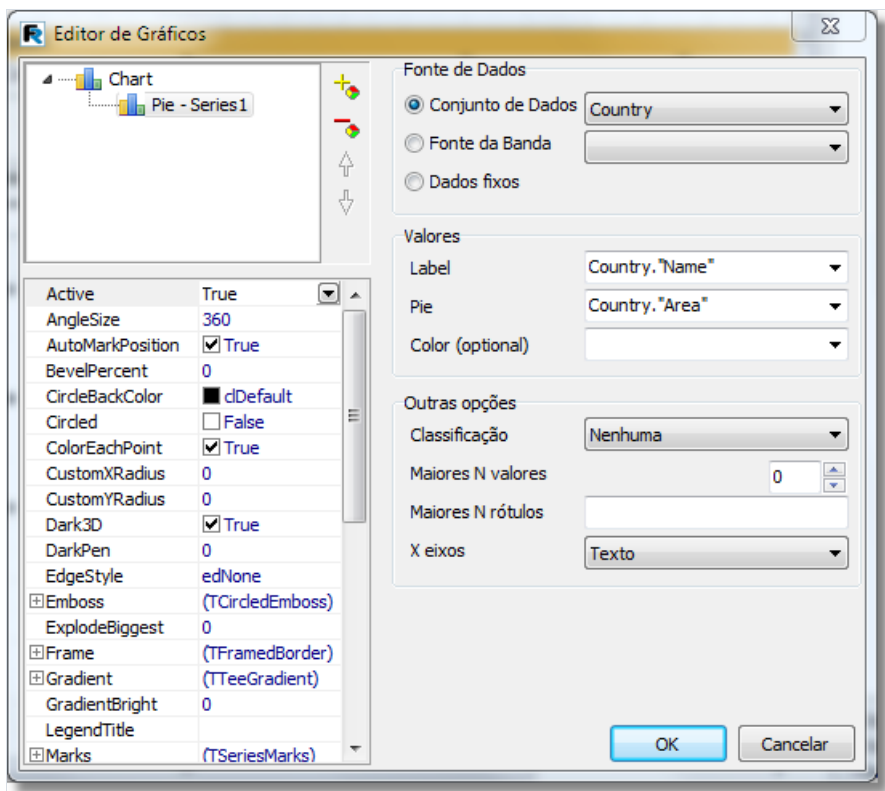 Editor de Gráficos
Chart
Pie - Series1
Fonte de Dados
Conjunto de Dados Country
Fonte da Banda
Dados fixos
Valores
Label Country."Name"
Pie Country."Area"
Color (optional)
Outras opções
Classificação Nenhuma
Maiores N valores 0
Maiores N rótulos
X eixos Texto
Active True
AngleSize 360
AutoMarkPosition True
BevelPercent 0
CircleBackColor clDefault
Circled False
ColorEachPoint True
CustomXRadius 0
CustomYRadius 0
Dark3D True
DarkPen 0
EdgeStyle edNone
Emboss (TCircledEmboss)
ExplodeBiggest 0
Frame (TFramedBorder)
Gradient (TTeeGradient)
GradientBright 0
LegendTitle
Marks (TSeriesMarks)
OK Cancelar